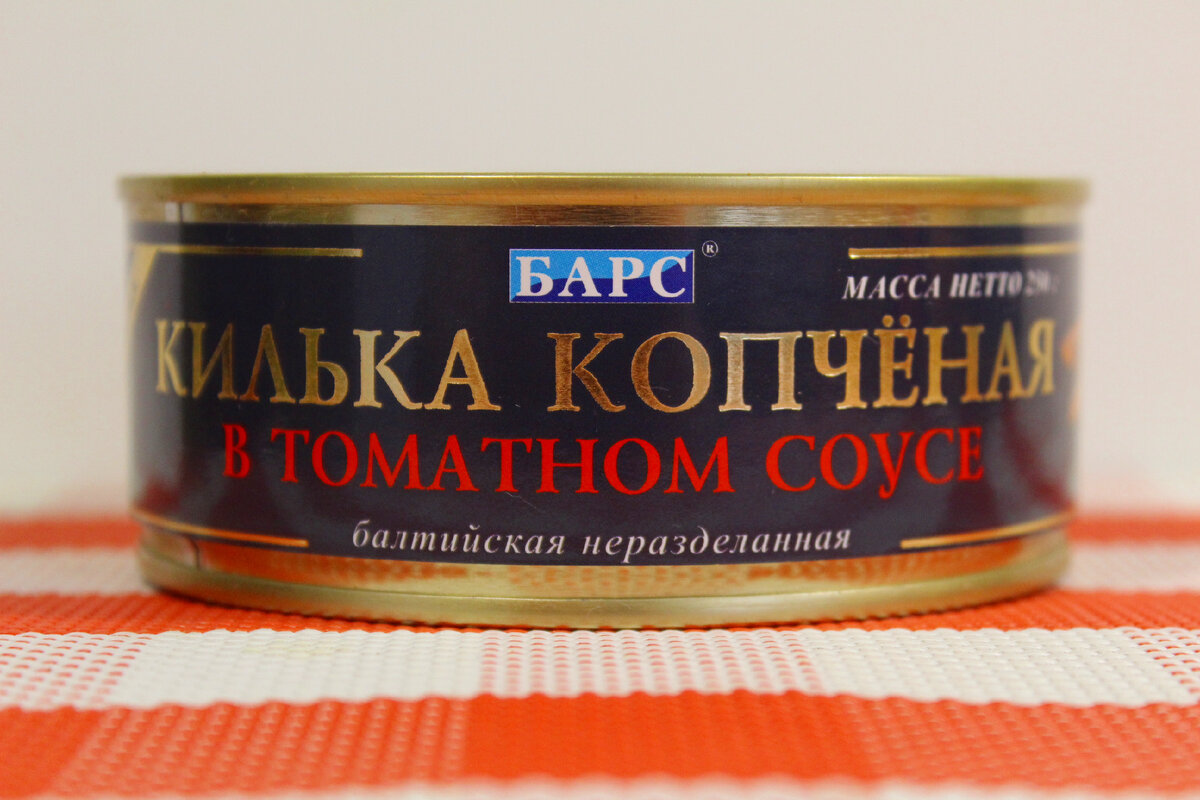 БАРС ®
МАССА НЕТТО
КИЛЬКА КОПЧЁНАЯ
В ТОМАТНОМ СОУСЕ
балтийская неразделанная